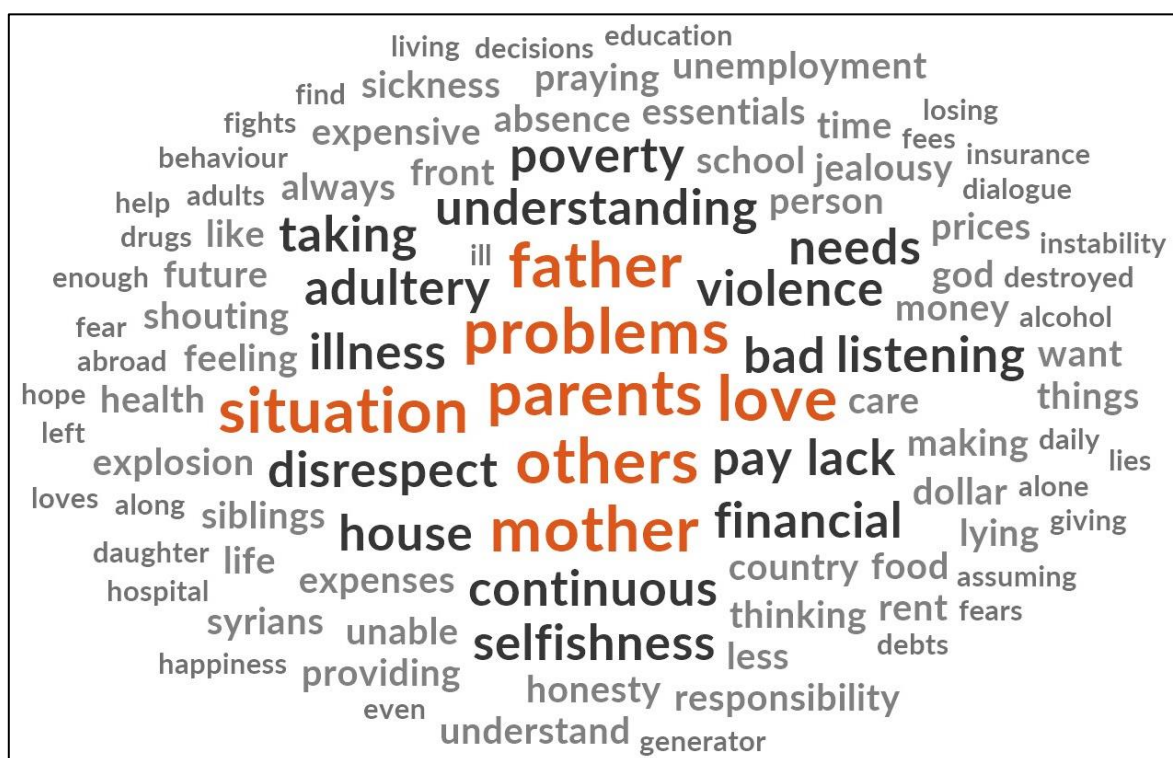 living decisions education
find sickness praying unemployment
fights expensive absence essentials time losing
behaviour front poverty school jealousy fees insurance
help adults always understanding person dialogue
drugs like taking ill father needs prices instability
enough future adultery violence god destroyed
fear shouting problems money alcohol
abroad feeling illness bad listening want
hope health situation parents love care things
left explosion disrespect others pay lack making daily lies
loves along siblings house mother financial dollar alone
daughter life lying giving
hospital expenses continuous country food assuming
syrians unable selfishness thinking rent fears
happiness providing less debts
even honesty responsibility
understand generator